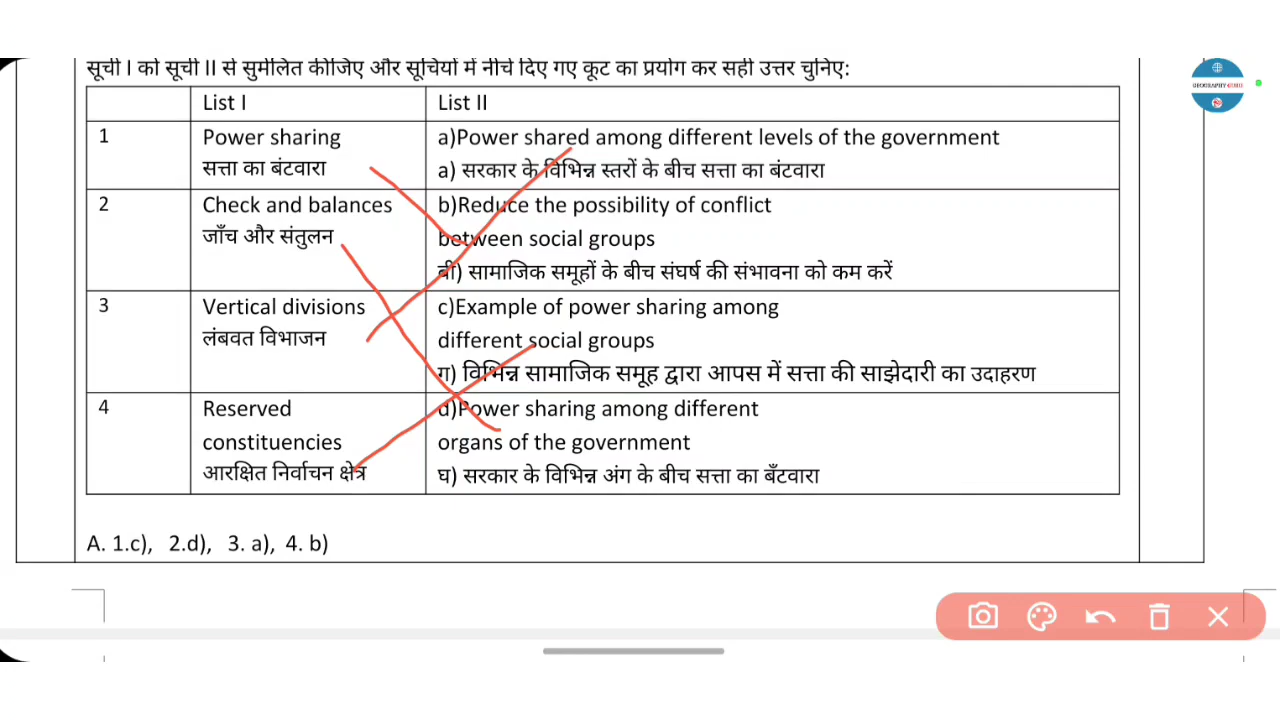 सूची I को सूची II से सुमेलित कीजिए और सूचियों में नीचे दिए गए कूट का प्रयोग कर सही उत्तर चुनिए:
List I
List II
1
Power sharing
सत्ता का बंटवारा
a)Power shared among different levels of the government
a) सरकार के विभिन्न स्तरों के बीच सत्ता का बंटवारा
2
Check and balances
जाँच और संतुलन
b)Reduce the possibility of conflict
between social groups
बी) सामाजिक समूहों के बीच संघर्ष की संभावना को कम करें
3
Vertical divisions
लंबवत विभाजन
c)Example of power sharing among
different social groups
ग) विभिन्न सामाजिक समूह द्वारा आपस में सत्ता की साझेदारी का उदाहरण
4
Reserved
constituencies
आरक्षित निर्वाचन क्षेत्र
d)Power sharing among different
organs of the government
घ) सरकार के विभिन्न अंग के बीच सत्ता का बँटवारा
A. 1.c), 2.d), 3. a), 4. b)